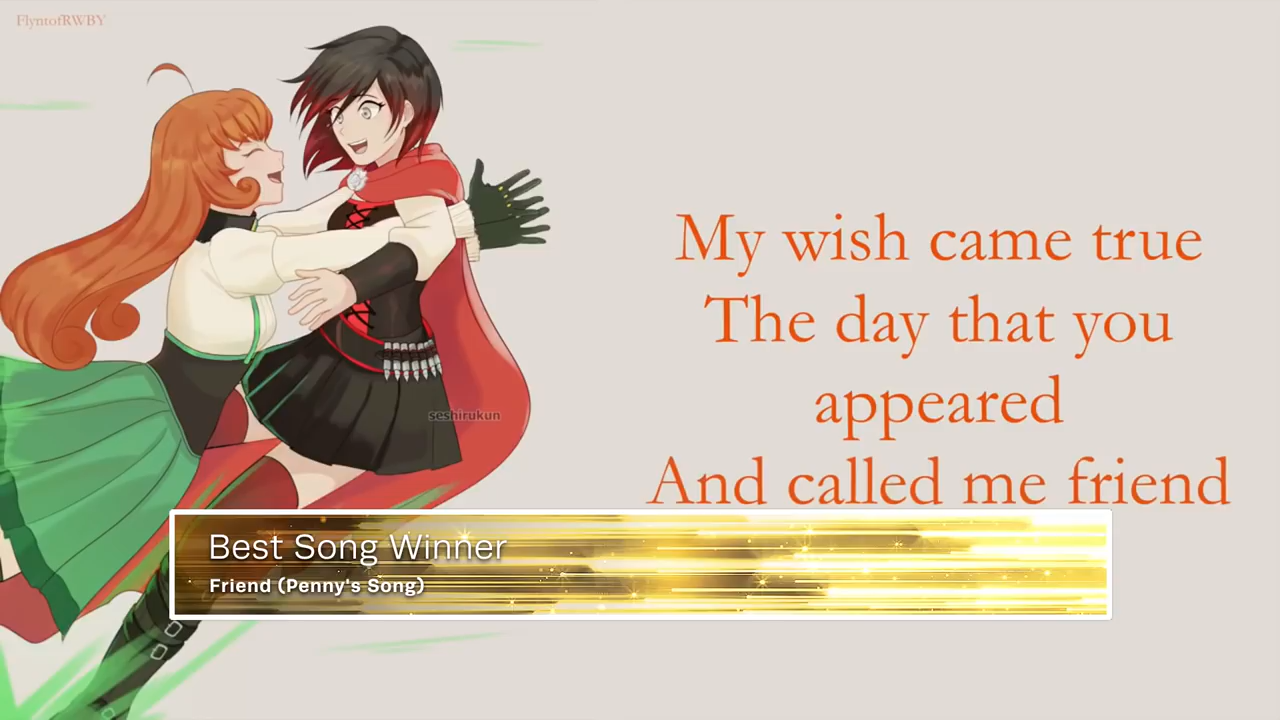 FlyntofRWBY
My wish came true
The day that you
appeared
And called me friend
seshirukun
Best Song Winner
Friend (Penny's Song)